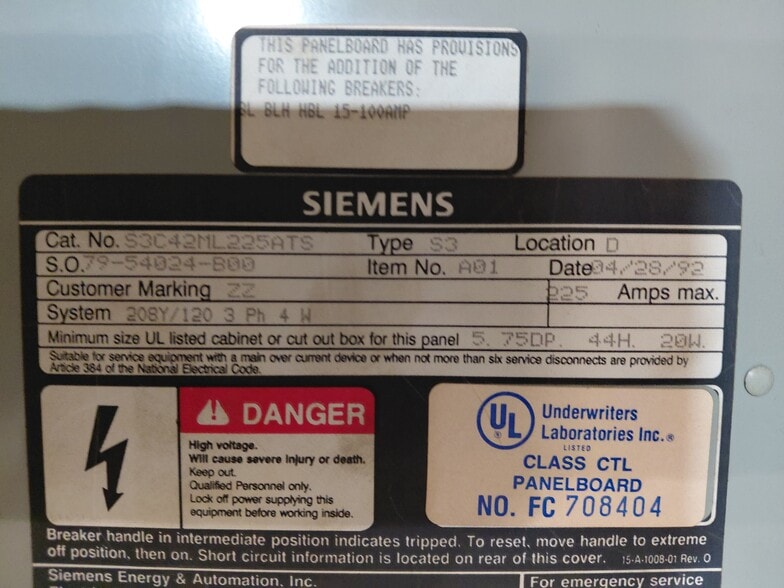 THIS PANELBOARD HAS PROVISIONS
FOR THE ADDITION OF THE
FOLLOWING BREAKERS:
BL BLH HBL 15-100AMP
SIEMENS
Cat. No. S3C42ML225ATS Type S3 Location D
S.O. 79-54024-B00 Item No. A01 Date 04/28/92
Customer Marking ZZ 225 Amps max.
System 208Y/120 3 Ph 4 W
Minimum size UL listed cabinet or cut out box for this panel 5.75DP. 44H. 20W.
Suitable for service equipment with a main over current device or when not more than six service disconnects are provided by
Article 384 of the National Electrical Code.
DANGER
High voltage.
Will cause severe injury or death.
Keep out.
Qualified Personnel only.
Lock off power supplying this
equipment before working inside.
UL
Underwriters
Laboratories Inc.®
LISTED
CLASS CTL
PANELBOARD
NO. FC 708404
Breaker handle in intermediate position indicates tripped. To reset, move handle to extreme
off position, then on. Short circuit information is located on rear of this cover. 15-A-1008-01 Rev. O
Siemens Energy & Automation, Inc.
For emergency service